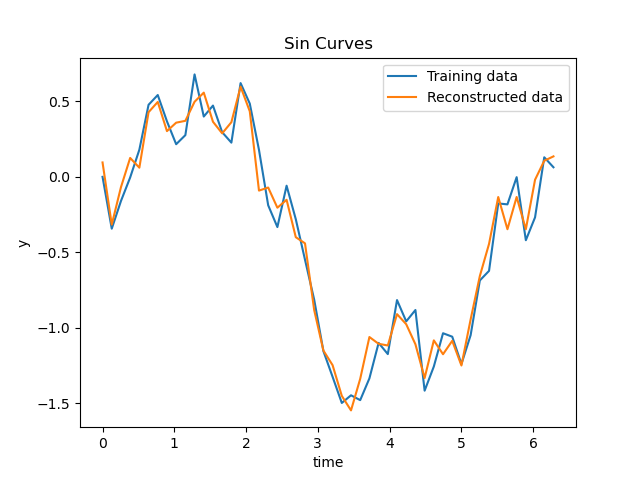 Sin Curves
Training data
Reconstructed data
0.5
0.0
−0.5
−1.0
−1.5
y
0 1 2 3 4 5 6
time